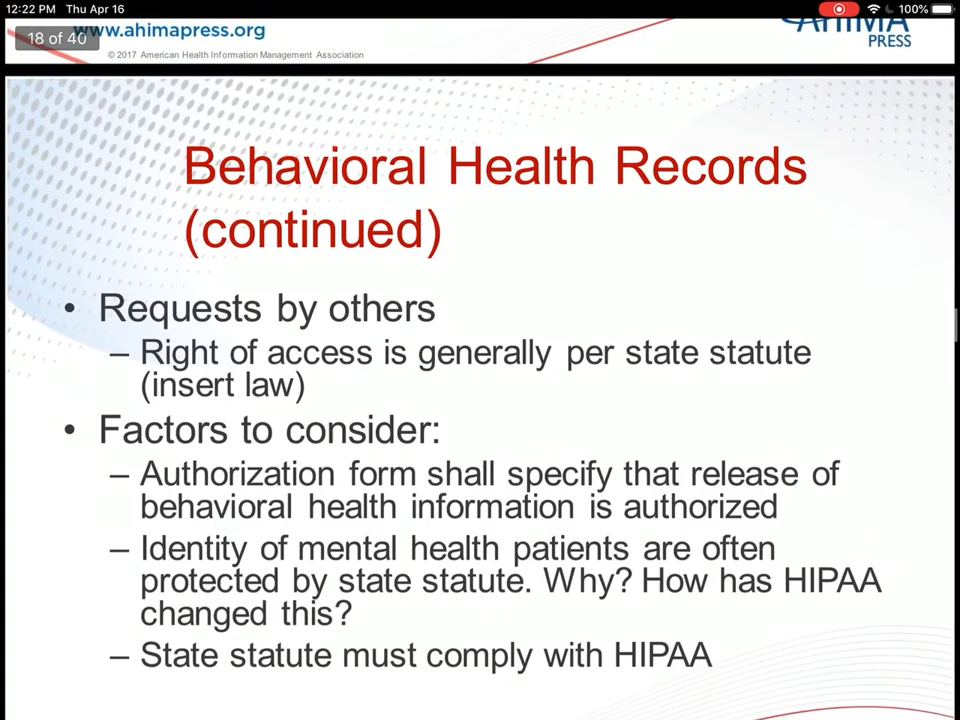 12:22 PM Thu Apr 16
100%
18 of 40
www.ahimapress.org
© 2017 American Health Information Management Association
AHIMA
PRESS
Behavioral Health Records
(continued)
• Requests by others
– Right of access is generally per state statute
(insert law)
• Factors to consider:
– Authorization form shall specify that release of
behavioral health information is authorized
– Identity of mental health patients are often
protected by state statute. Why? How has HIPAA
changed this?
– State statute must comply with HIPAA